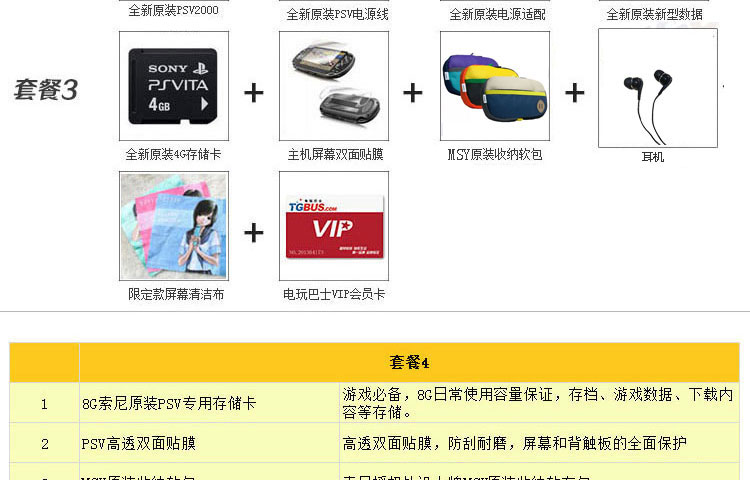 全新原装PSV2000
全新原装PSV电源线
全新原装电源适配
全新原装新型数据
套餐3
SONY
PSVITA
4GB
+
+
+
全新原装4G存储卡
主机屏幕双面贴膜
MSY原装收纳软包
耳机
TGBUS.COM
VIP
+
限定款屏幕清洁布
电玩巴士VIP会员卡
套餐4
1
8G索尼原装PSV专用存储卡
游戏必备，8G日常使用容量保证，存档、游戏数据、下载内
容等存储。
2
PSV高透双面贴膜
高透双面贴膜，防刮耐磨，屏幕和背触板的全面保护